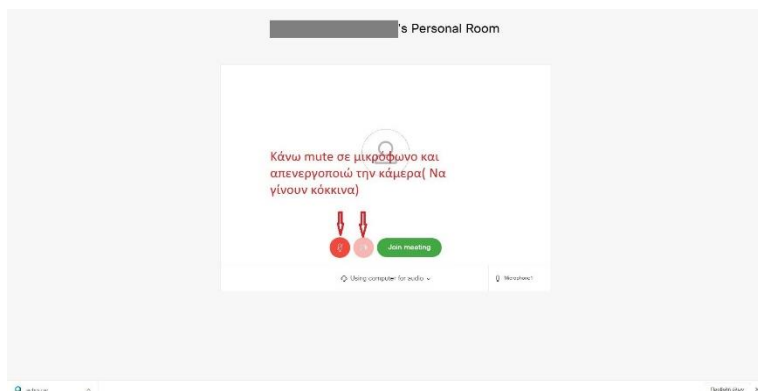 's Personal Room
Κάνω mute σε μικρόφωνο και
απενεργοποιώ την κάμερα( Να
γίνουν κόκκινα)
Join meeting
Using computer for audio